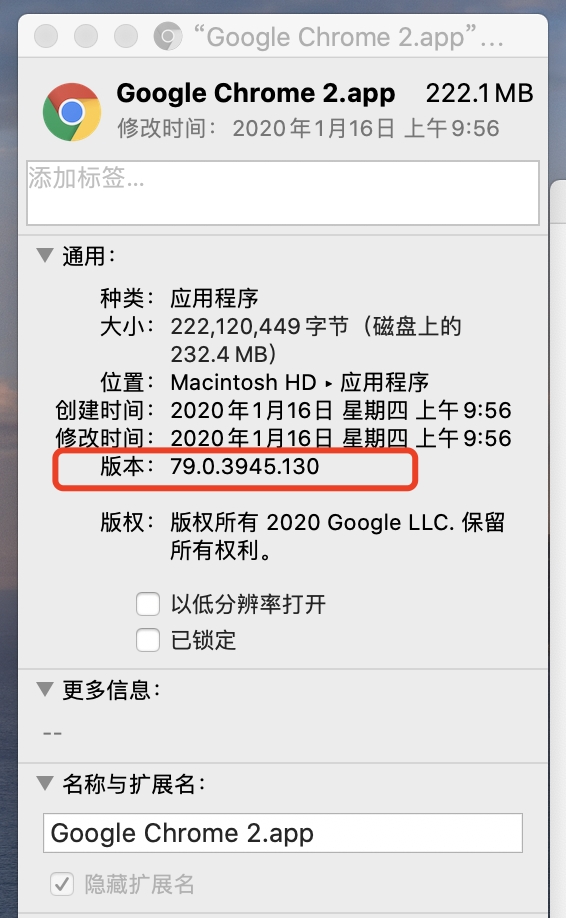 “Google Chrome 2.app”…
Google Chrome 2.app 222.1 MB
修改时间： 2020年1月16日 上午9:56
添加标签...
通用：
种类： 应用程序
大小： 222,120,449 字节（磁盘上的
232.4 MB）
位置： Macintosh HD ▸ 应用程序
创建时间： 2020年1月16日 星期四 上午9:56
修改时间： 2020年1月16日 星期四 上午9:56
版本： 79.0.3945.130
版权： 版权所有 2020 Google LLC. 保留
所有权利。
以低分辨率打开
已锁定
更多信息：
--
名称与扩展名：
Google Chrome 2.app
隐藏扩展名